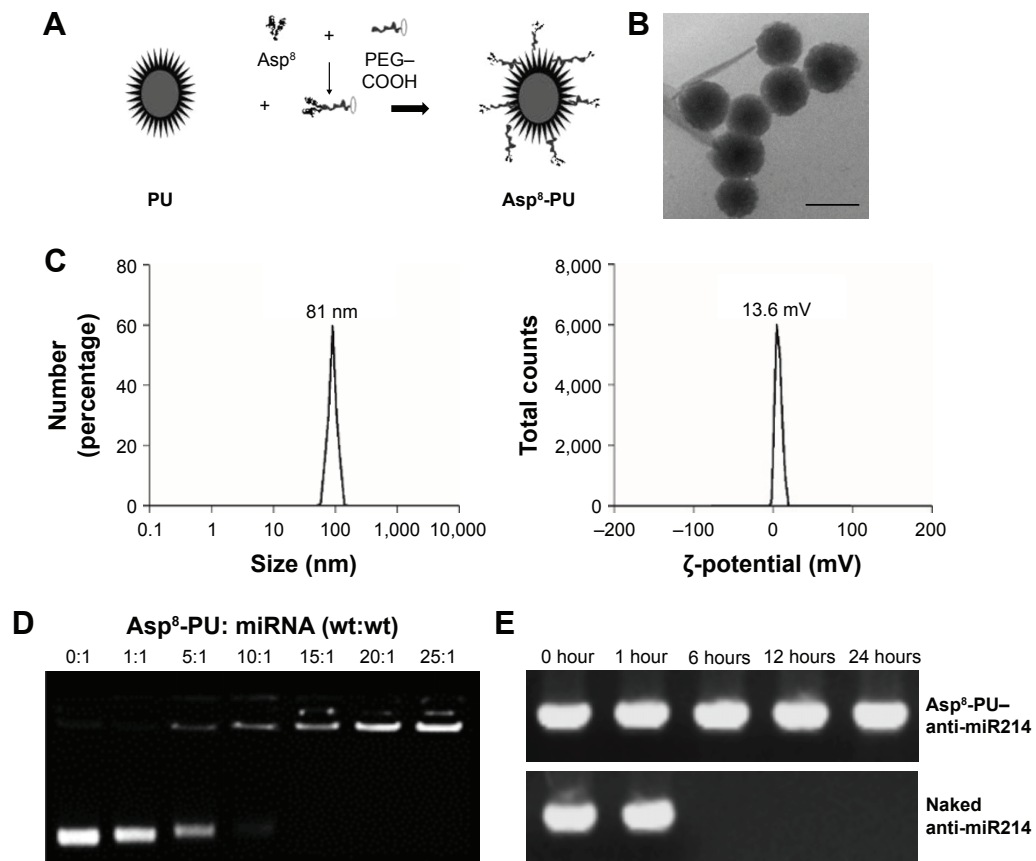 A
Asp⁸
+
PEG–
COOH
+
PU
Asp⁸-PU
B
C
80
60
40
20
0
0.1
1
10
100
1,000
10,000
81 nm
Number
(percentage)
Size (nm)
8,000
6,000
4,000
2,000
0
–200
–100
0
100
200
13.6 mV
Total counts
ζ-potential (mV)
D
Asp⁸-PU: miRNA (wt:wt)
0:1 1:1 5:1 10:1 15:1 20:1 25:1
E
0 hour 1 hour 6 hours 12 hours 24 hours
Asp⁸-PU–
anti-miR214
Naked
anti-miR214